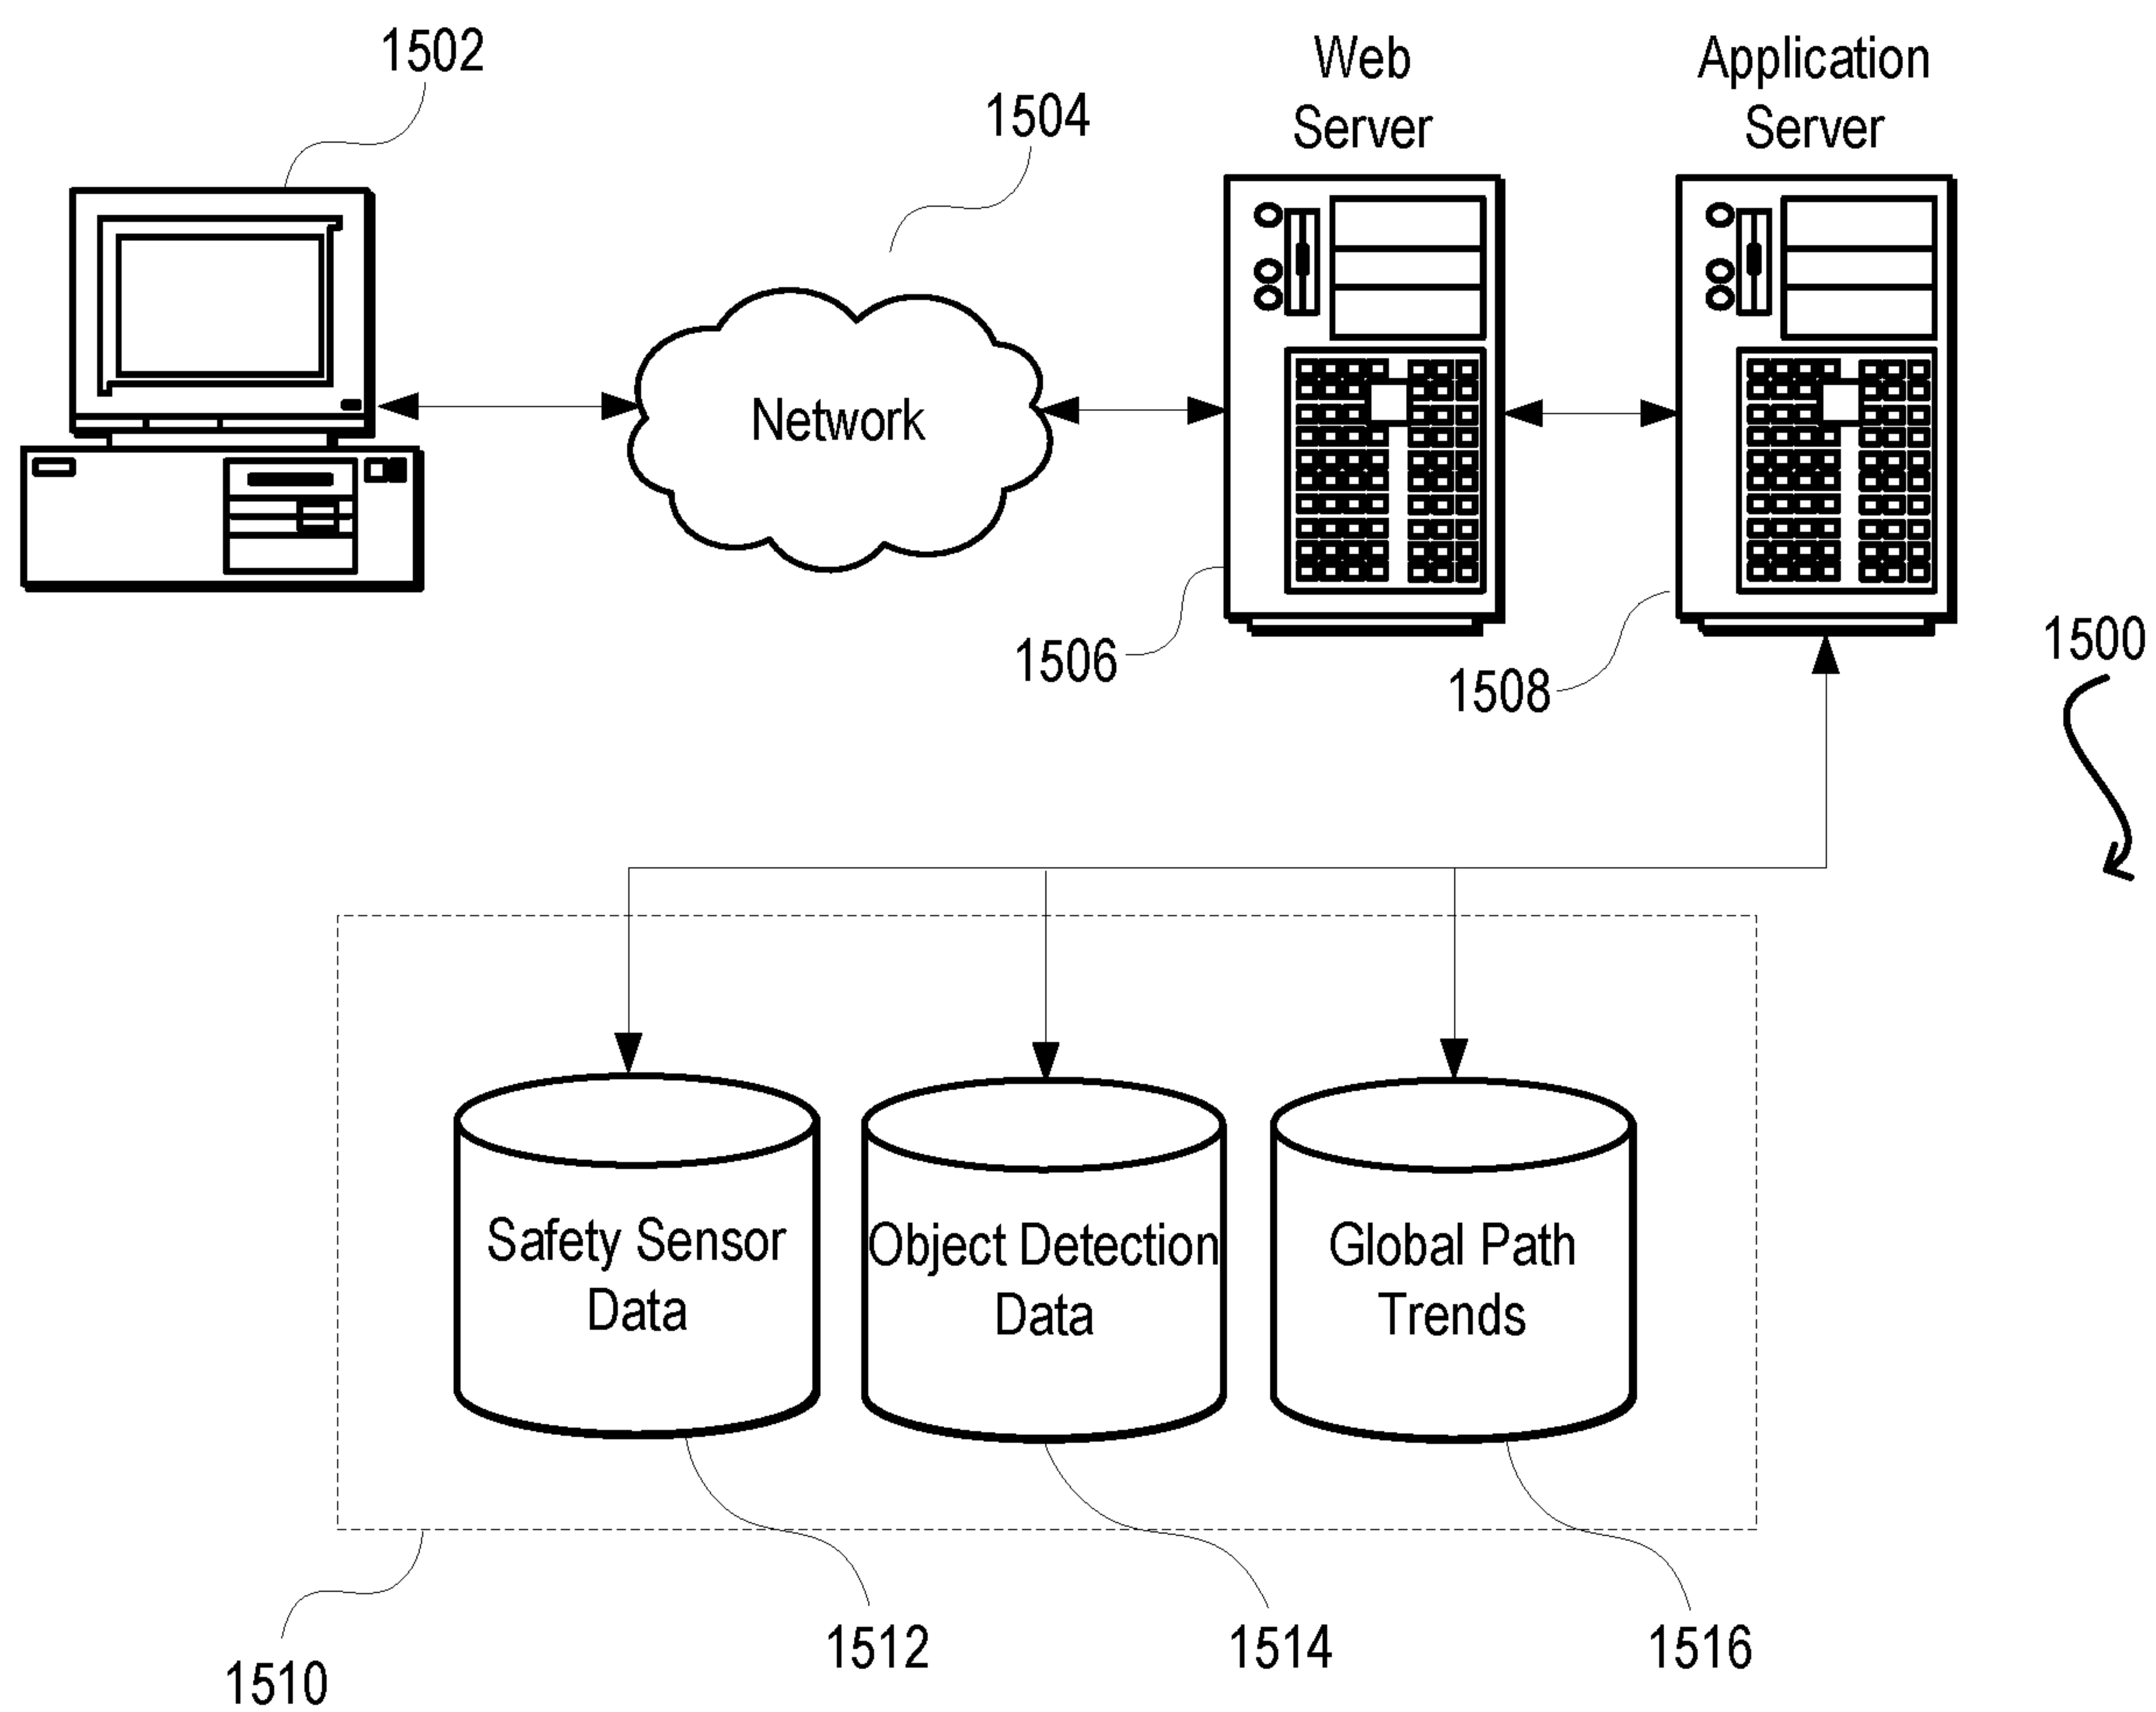 1502
1504
Web
Server
Application
Server
Network
1506
1508
1500
Safety Sensor
Data
Object Detection
Data
Global Path
Trends
1510
1512
1514
1516